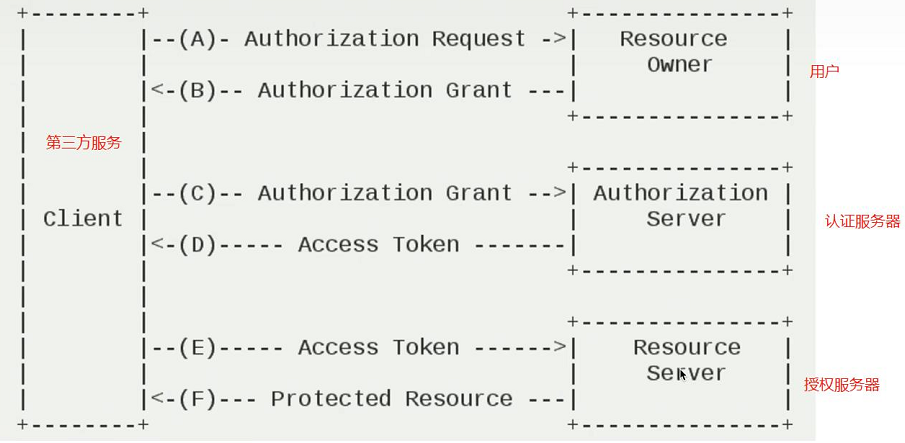 +--------+                               +---------------+
|        |--(A)- Authorization Request ->|   Resource    |
|        |                               |     Owner     | 用户
|        |<-(B)-- Authorization Grant ---|               |
|        |                               +---------------+
| 第三方服务 |
|        |                               +---------------+
|        |--(C)-- Authorization Grant -->| Authorization |
| Client |                               |     Server    | 认证服务器
|        |<-(D)----- Access Token -------|               |
|        |                               +---------------+
|        |
|        |                               +---------------+
|        |--(E)----- Access Token ------>|    Resource   |
|        |                               |     Server    | 授权服务器
|        |<-(F)--- Protected Resource ---|               |
+--------+                               +---------------+